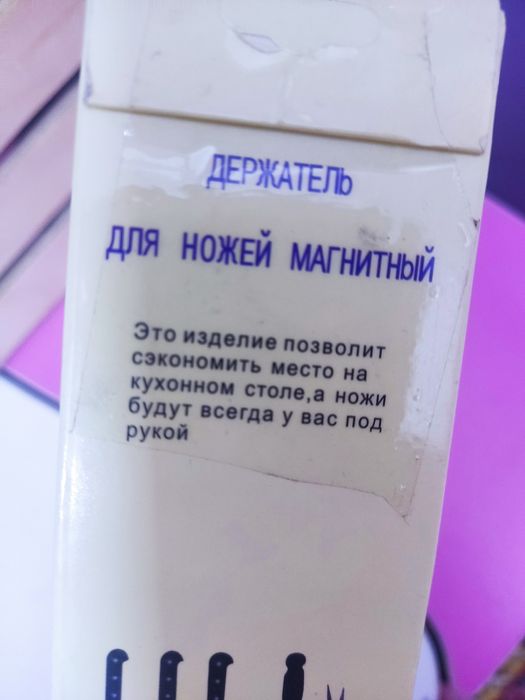 ДЕРЖАТЕЛЬ
ДЛЯ НОЖЕЙ МАГНИТНЫЙ
Это изделие позволит
сэкономить место на
кухонном столе,а ножи
будут всегда у вас под
рукой